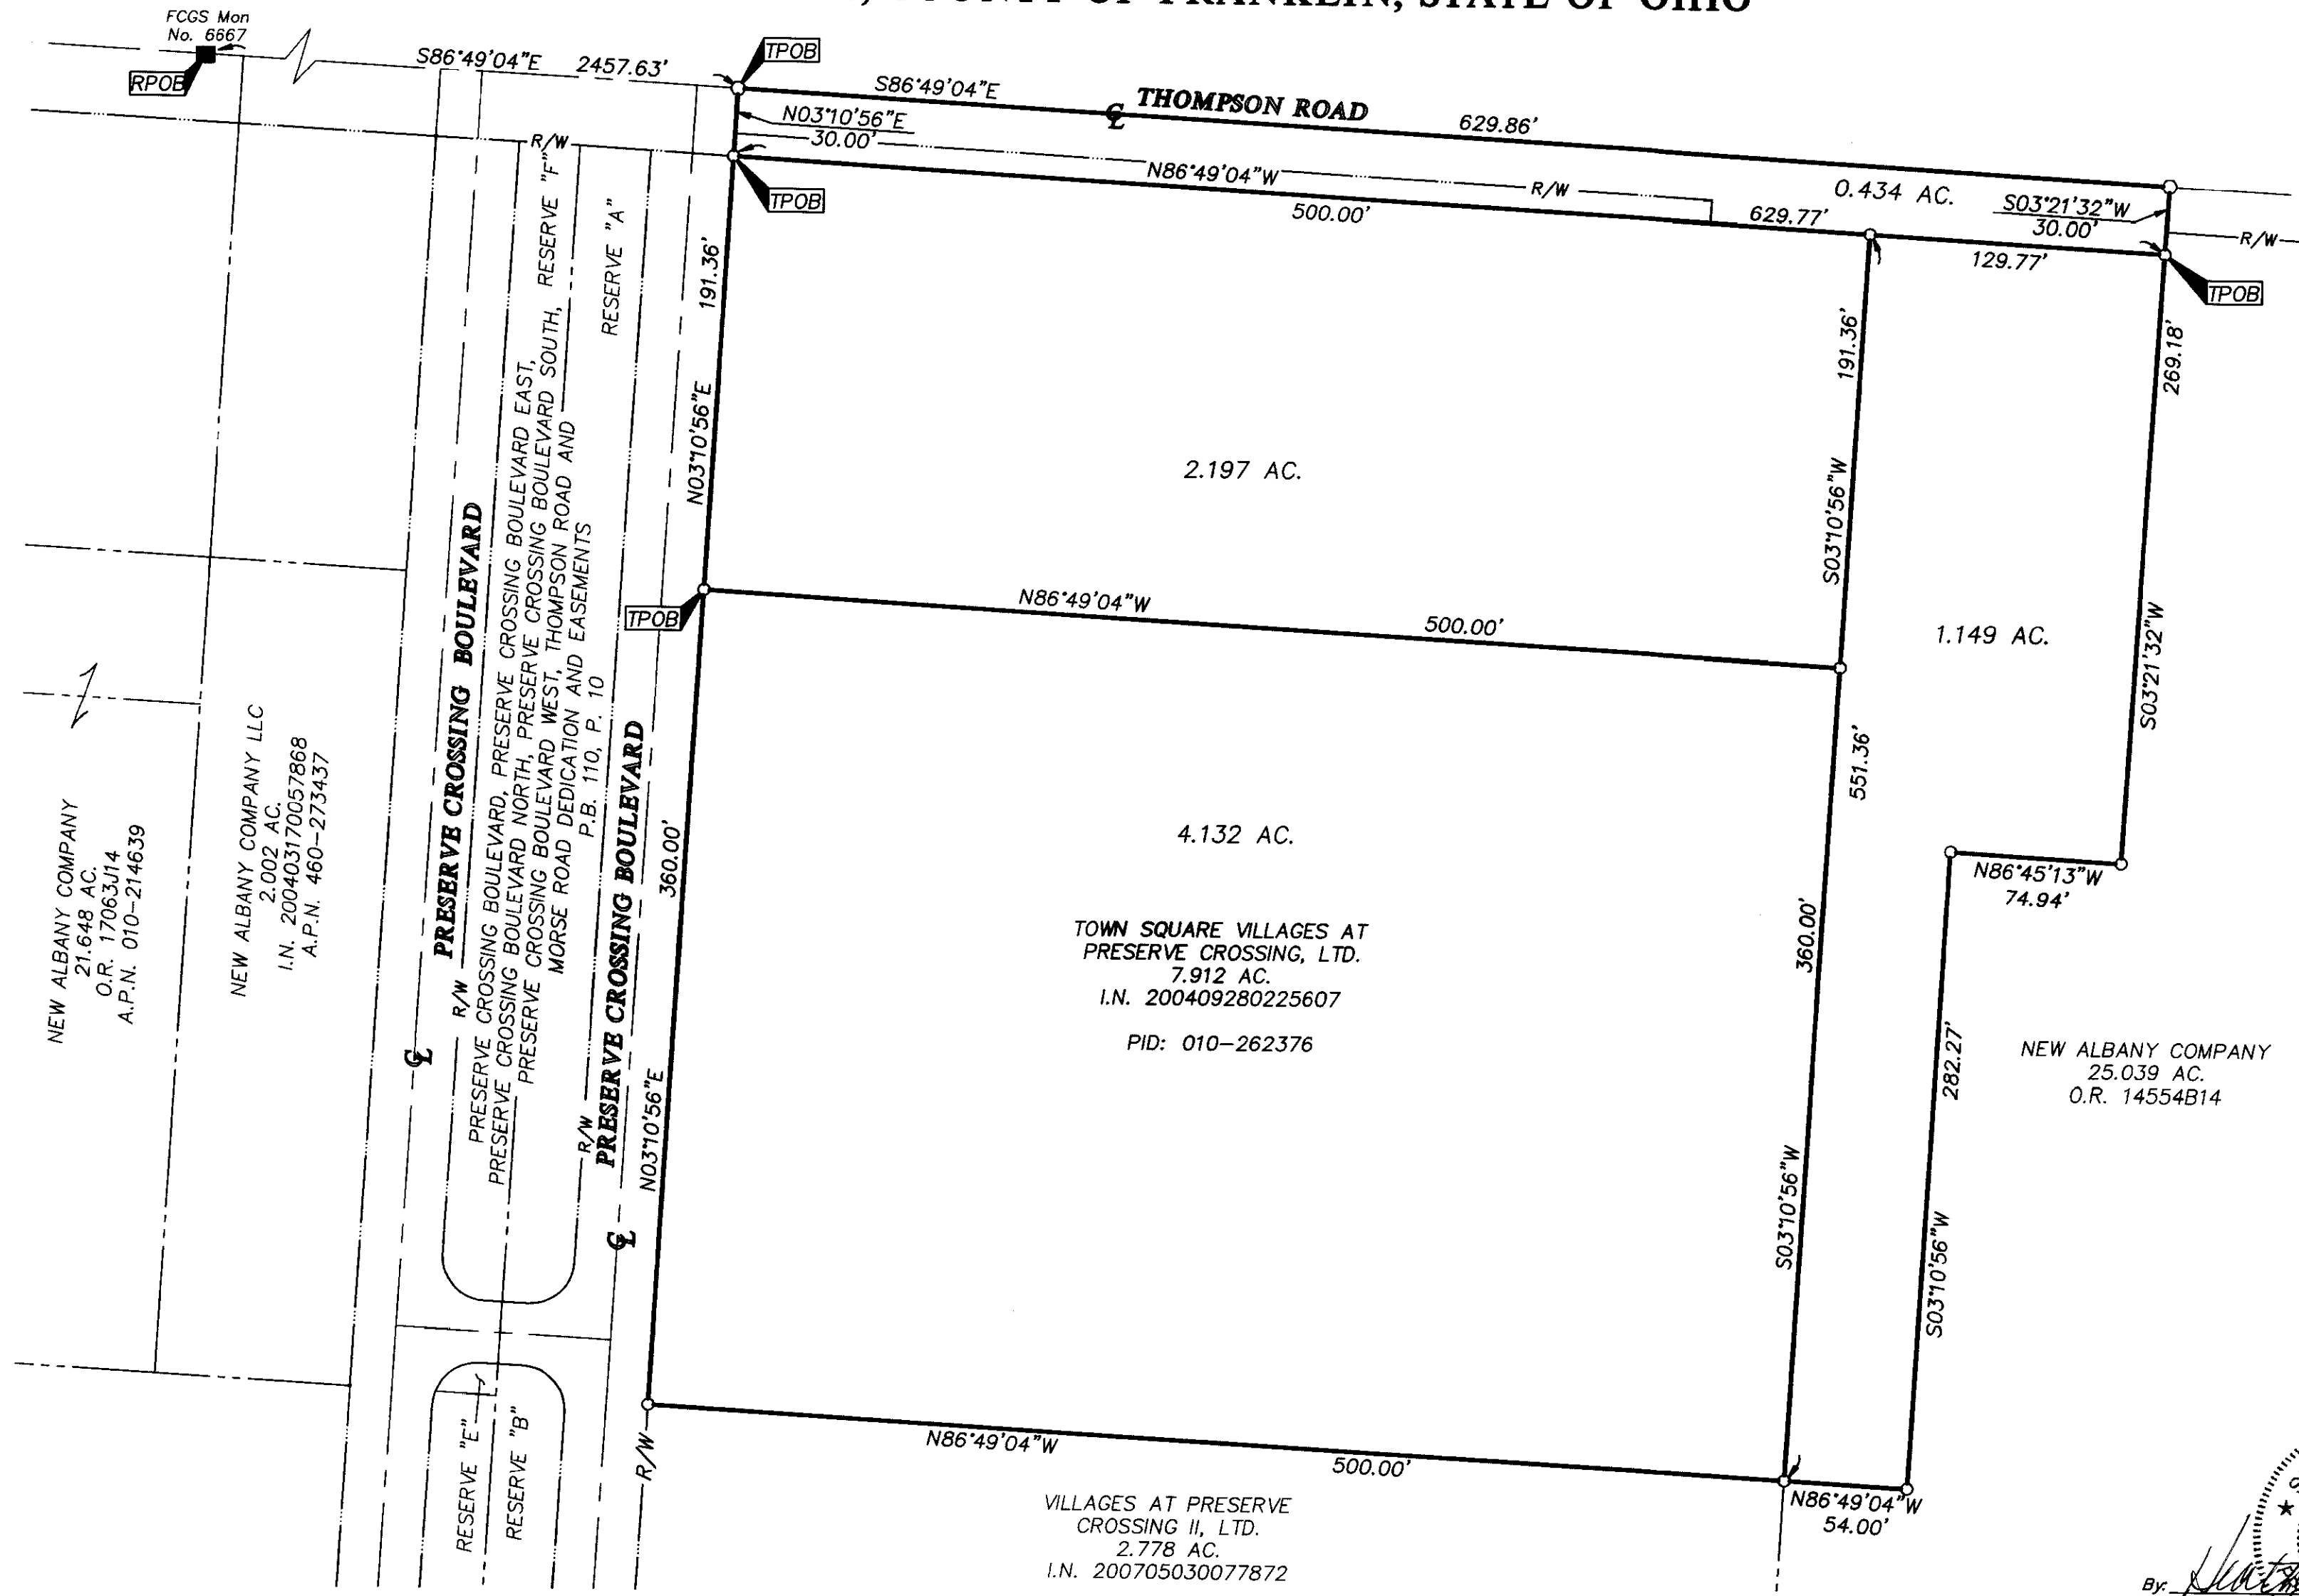 , COUNTY OF FRANKLIN, STATE OF OHIO
FCGS Mon
No. 6667
RPOB
S86°49'04"E 2457.63'
TPOB
S86°49'04"E
THOMPSON ROAD
629.86'
N03°10'56"E
30.00'
R/W
TPOB
N86°49'04"W
R/W
500.00'
0.434 AC.
629.77'
S03°21'32"W
30.00'
R/W
129.77'
TPOB
191.36'
N03°10'56"E
2.197 AC.
191.36'
S03°10'56"W
269.18'
S03°21'32"W
1.149 AC.
TPOB
N86°49'04"W
500.00'
551.36'
RESERVE "A"
RESERVE "F"
PRESERVE CROSSING BOULEVARD
R/W
PRESERVE CROSSING BOULEVARD, PRESERVE CROSSING BOULEVARD EAST,
PRESERVE CROSSING BOULEVARD NORTH, PRESERVE CROSSING BOULEVARD SOUTH,
PRESERVE CROSSING BOULEVARD WEST, THOMPSON ROAD AND
MORSE ROAD DEDICATION AND EASEMENTS
P.B. 110, P. 10
R/W
PRESERVE CROSSING BOULEVARD
NEW ALBANY COMPANY
21.648 AC.
O.R. 17063J14
A.P.N. 010-214639
NEW ALBANY COMPANY LLC
2.002 AC.
I.N. 200403170057868
A.P.N. 460-273437
360.00'
N03°10'56"E
4.132 AC.
TOWN SQUARE VILLAGES AT
PRESERVE CROSSING, LTD.
7.912 AC.
I.N. 200409280225607
PID: 010-262376
360.00'
S03°10'56"W
N86°45'13"W
74.94'
282.27'
S03°10'56"W
NEW ALBANY COMPANY
25.039 AC.
O.R. 14554B14
RESERVE "E"
RESERVE "B"
R/W
N86°49'04"W
500.00'
N86°49'04"W
54.00'
VILLAGES AT PRESERVE
CROSSING II, LTD.
2.778 AC.
I.N. 200705030077872
By: